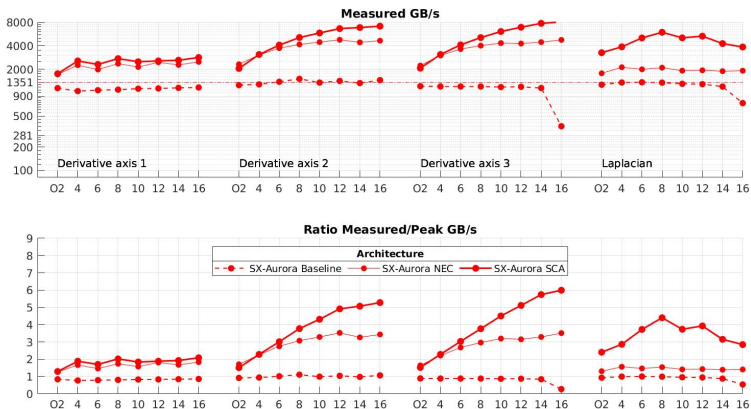 Measured GB/s
8000
4000
2000
1351
900
500
281
200
100
Derivative axis 1
Derivative axis 2
Derivative axis 3
Laplacian
O2 4 6 8 10 12 14 16
O2 4 6 8 10 12 14 16
O2 4 6 8 10 12 14 16
O2 4 6 8 10 12 14 16
Ratio Measured/Peak GB/s
9
8
7
6
5
4
3
2
1
0
Architecture
SX-Aurora Baseline SX-Aurora NEC SX-Aurora SCA
O2 4 6 8 10 12 14 16
O2 4 6 8 10 12 14 16
O2 4 6 8 10 12 14 16
O2 4 6 8 10 12 14 16